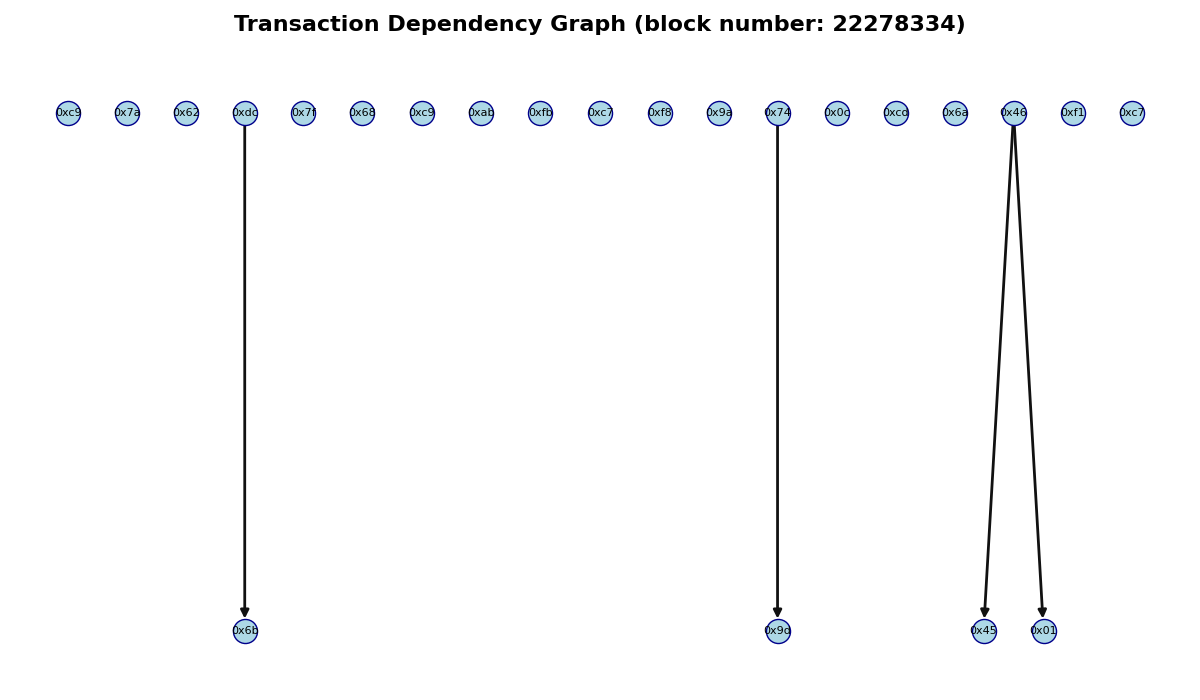 Transaction Dependency Graph (block number: 22278334)
0xc9 0x7a 0x62 0xdc 0x7f 0x68 0xc9 0xab 0xfb 0xc7 0xf8 0x9a 0x74 0x0c 0xcd 0x6a 0x46 0xf1 0xc7
0x6b 0x9d 0x45 0x01